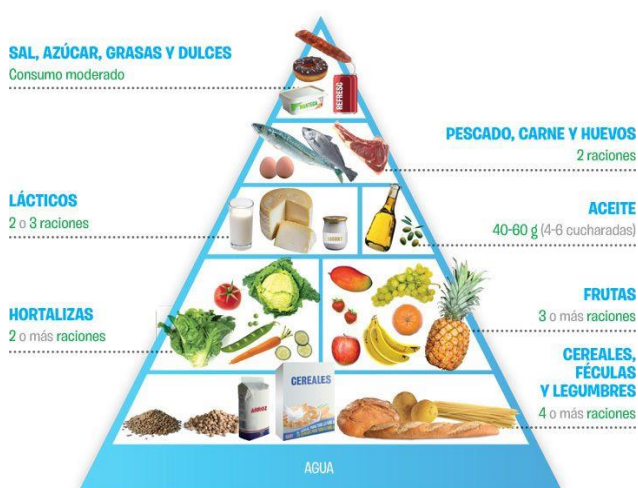 SAL, AZÚCAR, GRASAS Y DULCES
Consumo moderado
REFRESC
PESCADO, CARNE Y HUEVOS
2 raciones
LÁCTICOS
2 o 3 raciones
ACEITE
40-60 g (4-6 cucharadas)
HORTALIZAS
2 o más raciones
FRUTAS
3 o más raciones
CEREALES,
FÉCULAS
Y LEGUMBRES
4 o más raciones
ARROZ
CEREALES
AGUA